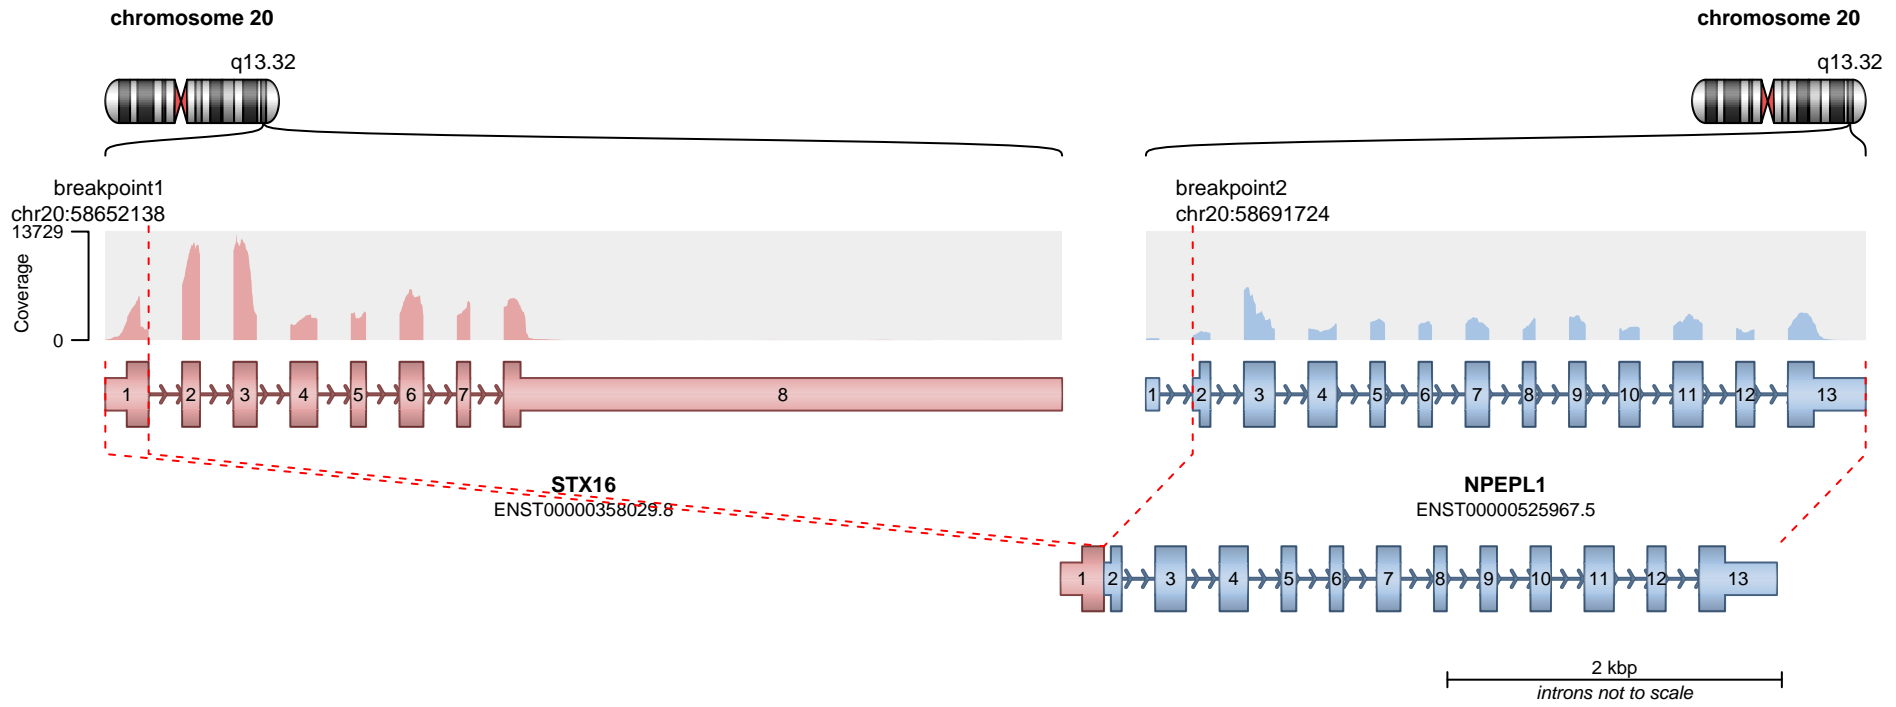 chromosome 20
chromosome 20
q13.32
q13.32
breakpoint1
chr20:58652138
breakpoint2
chr20:58691724
13729
Coverage
0
1 2 3 4 5 6 7 8
1 2 3 4 5 6 7 8 9 10 11 12 13
STX16
ENST00000358029.8
NPEPL1
ENST00000525967.5
1 2 3 4 5 6 7 8 9 10 11 12 13
2 kbp
introns not to scale